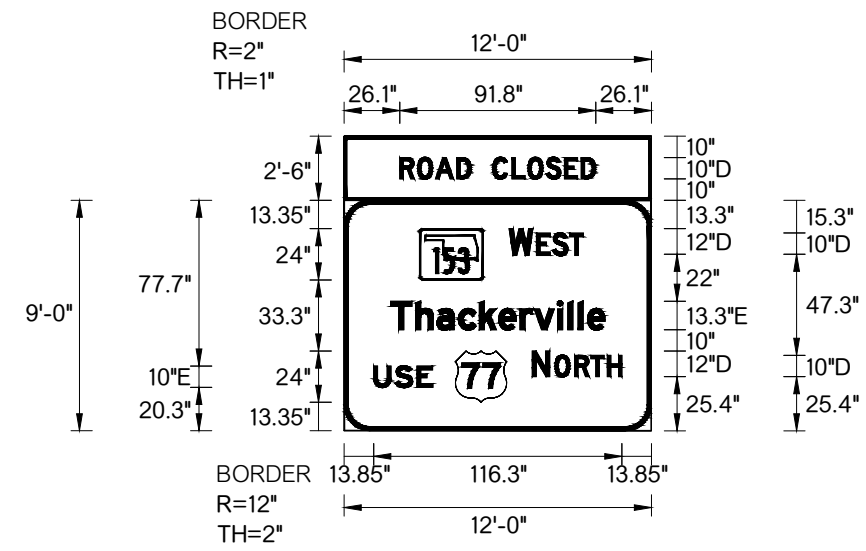 BORDER
R=2"
TH=1"
12'-0"
26.1" 91.8" 26.1"
2'-6" ROAD CLOSED 10" 10"D 10"
13.35" 13.3" 15.3"
24" 153 WEST 12"D 10"D
77.7" 22"
9'-0" 33.3" Thackerville 13.3"E 47.3"
10"
10"E 24" USE 77 NORTH 12"D 10"D
20.3" 13.35" 25.4" 25.4"
BORDER 13.85" 116.3" 13.85"
R=12"
TH=2" 12'-0"